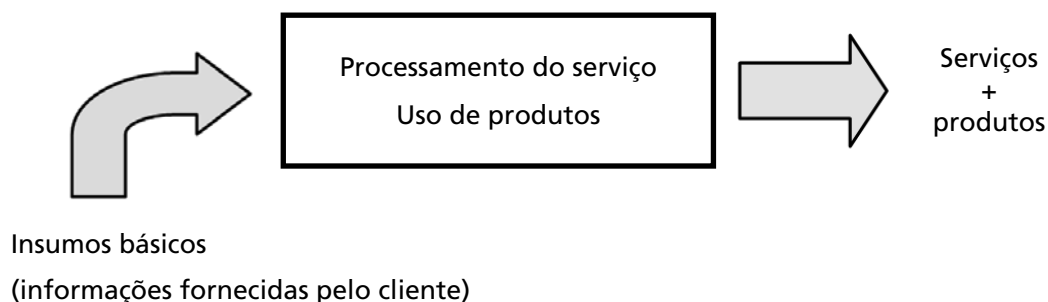 Processamento do serviço
Uso de produtos
Serviços
+
produtos
Insumos básicos
(informações fornecidas pelo cliente)